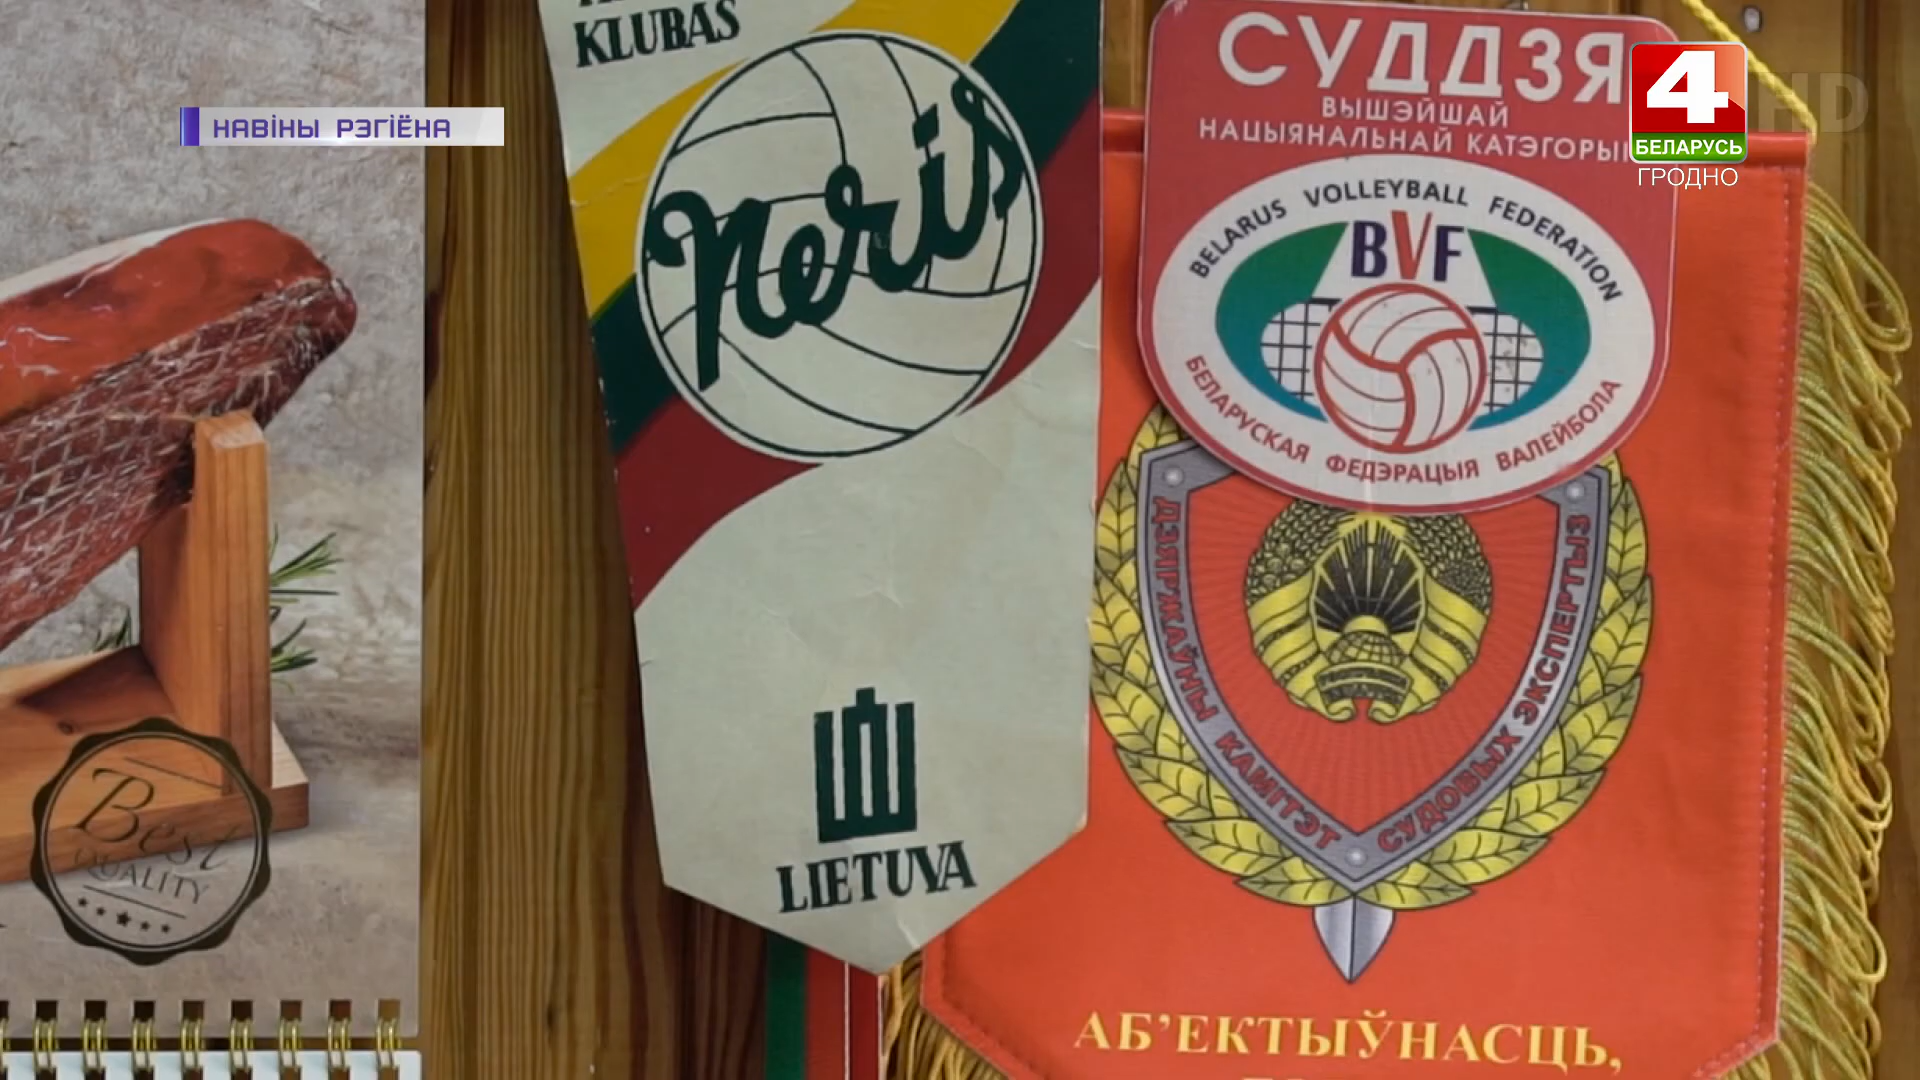 НАВІНЫ РЭГІЁНА
KLUBAS
neris
LIETUVA
СУДДЗЯ
ВЫШЭЙШАЙ
НАЦЫЯНАЛЬНАЙ КАТЭГОРЫІ
BELARUS VOLLEYBALL FEDERATION
BVF
БЕЛАРУСКАЯ ФЕДЭРАЦЫЯ ВАЛЕЙБОЛА
ДЗЯРЖАЎНЫ КАМІТЭТ СУДОВЫХ ЭКСПЕРТЫЗ
АБ'ЕКТЫЎНАСЦЬ,
4
HD
БЕЛАРУСЬ
ГРОДНО
Best
QUALITY